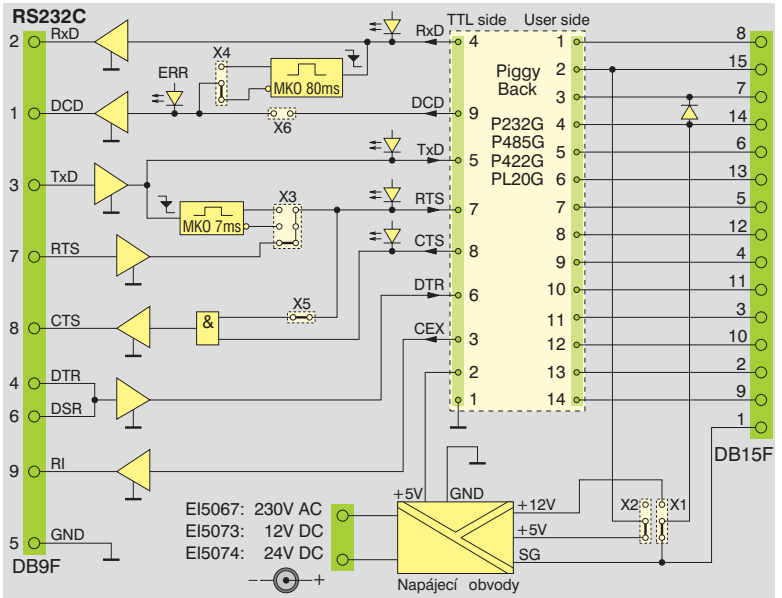 RS232C
TTL side User side
2 RxD
RxD 4 1 8
X4
ERR
MKO 80ms
Piggy
Back
2 15
3 7
1 DCD
X6
DCD 9
P232G 4 14
P485G 5 6
TxD 5
P422G
PL20G 6 13
3 TxD
X3
RTS 7
7 5
MKO 7ms
8 12
7 RTS
CTS 8
9 4
DTR 6
10 11
X5
&
8 CTS
11 3
CEX 3
12 10
4 DTR
2 13 2
6 DSR
1 14 9
1
DB15F
9 RI
+5V GND
+12V
X2 X1
EI5067: 230V AC
EI5073: 12V DC
EI5074: 24V DC
+5V
SG
5 GND
DB9F
− +
Napájecí obvody